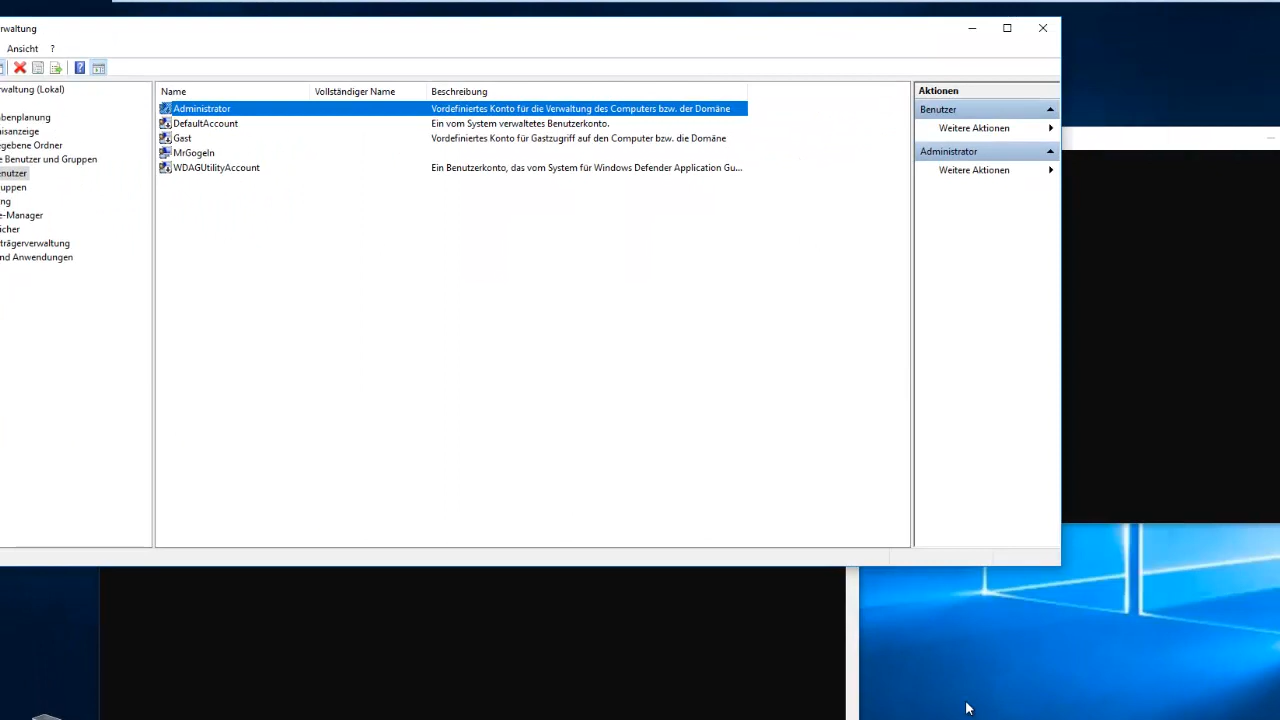 rwaltung
Ansicht ?
rwaltung (Lokal)
benplanung
isanzeige
egebene Ordner
e Benutzer und Gruppen
enutzer
uppen
ng
e-Manager
icher
trägerverwaltung
nd Anwendungen
Name Vollständiger Name Beschreibung
Administrator Vordefiniertes Konto für die Verwaltung des Computers bzw. der Domäne
DefaultAccount Ein vom System verwaltetes Benutzerkonto.
Gast Vordefiniertes Konto für Gastzugriff auf den Computer bzw. die Domäne
MrGogeln
WDAGUtilityAccount Ein Benutzerkonto, das vom System für Windows Defender Application Gu...
Aktionen
Benutzer
Weitere Aktionen
Administrator
Weitere Aktionen